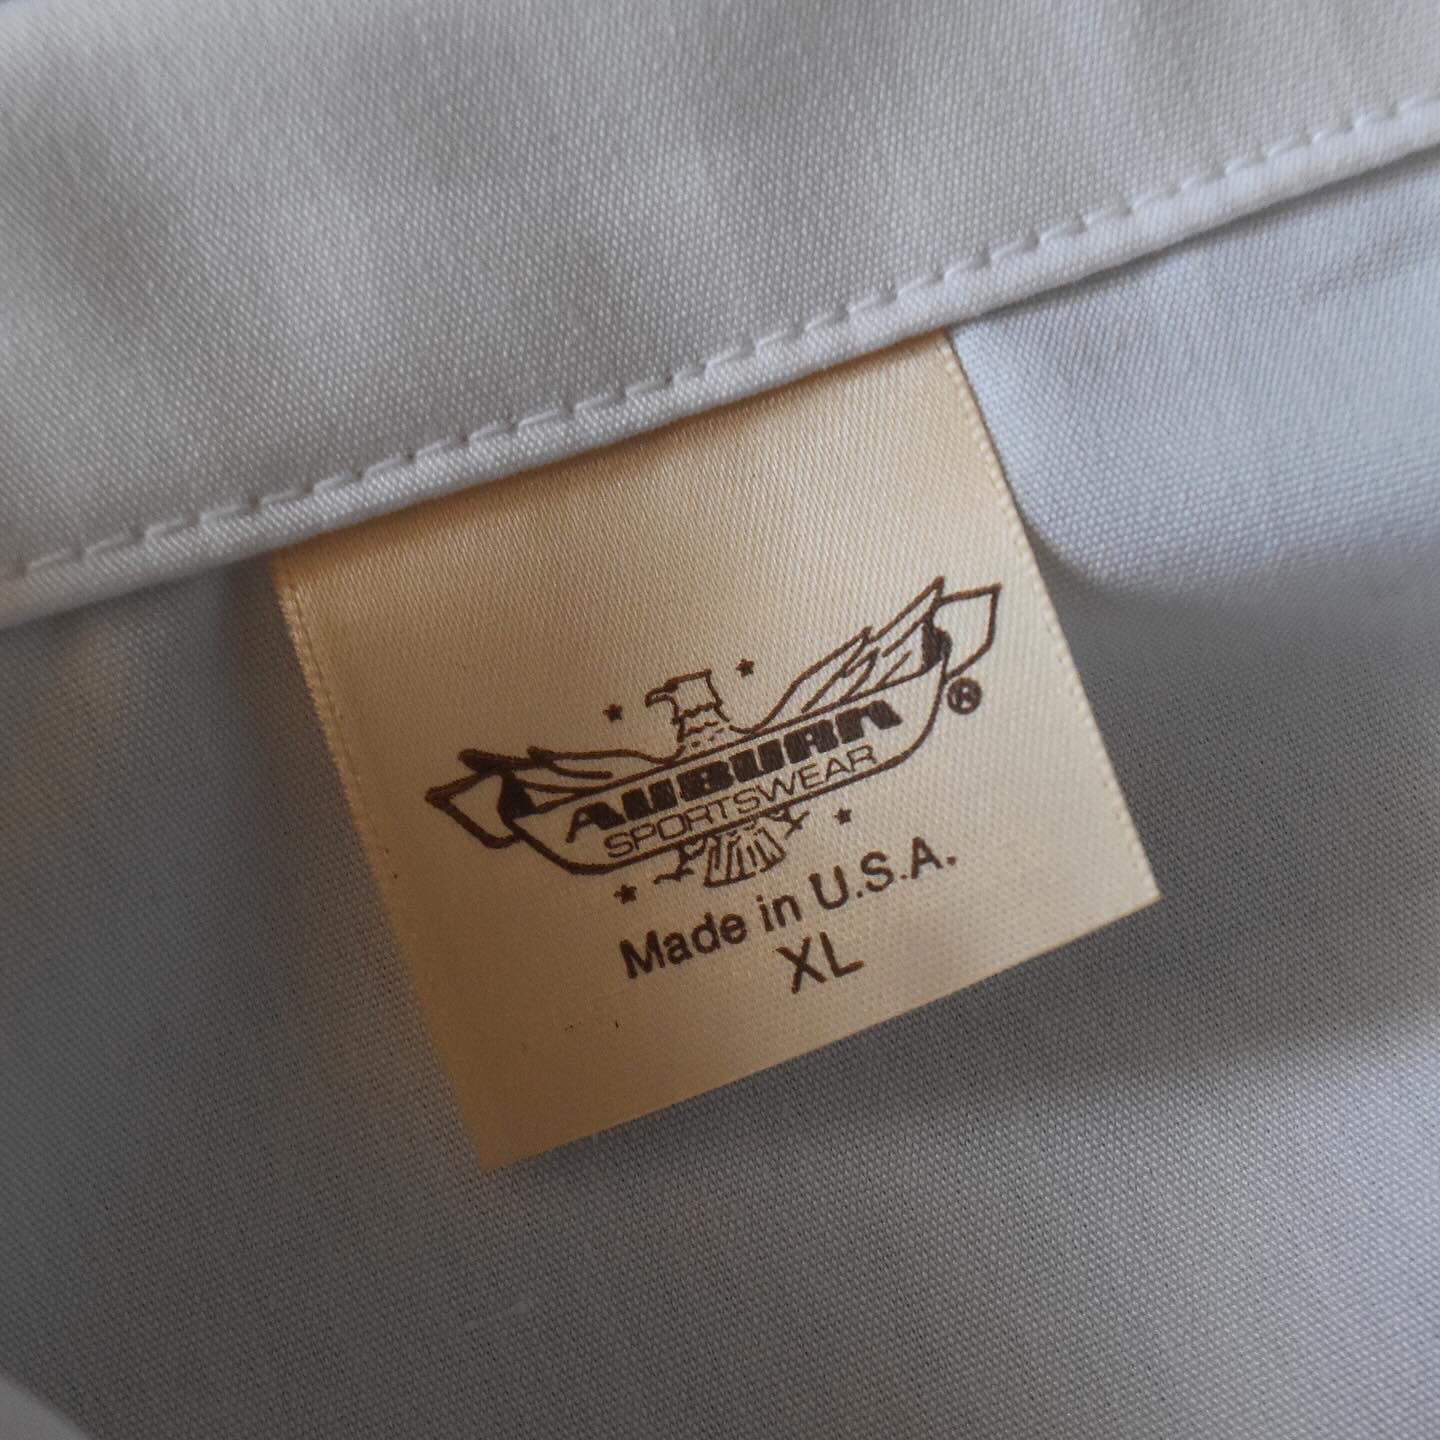 AUBURN
SPORTSWEAR
®
Made in U.S.A.
XL